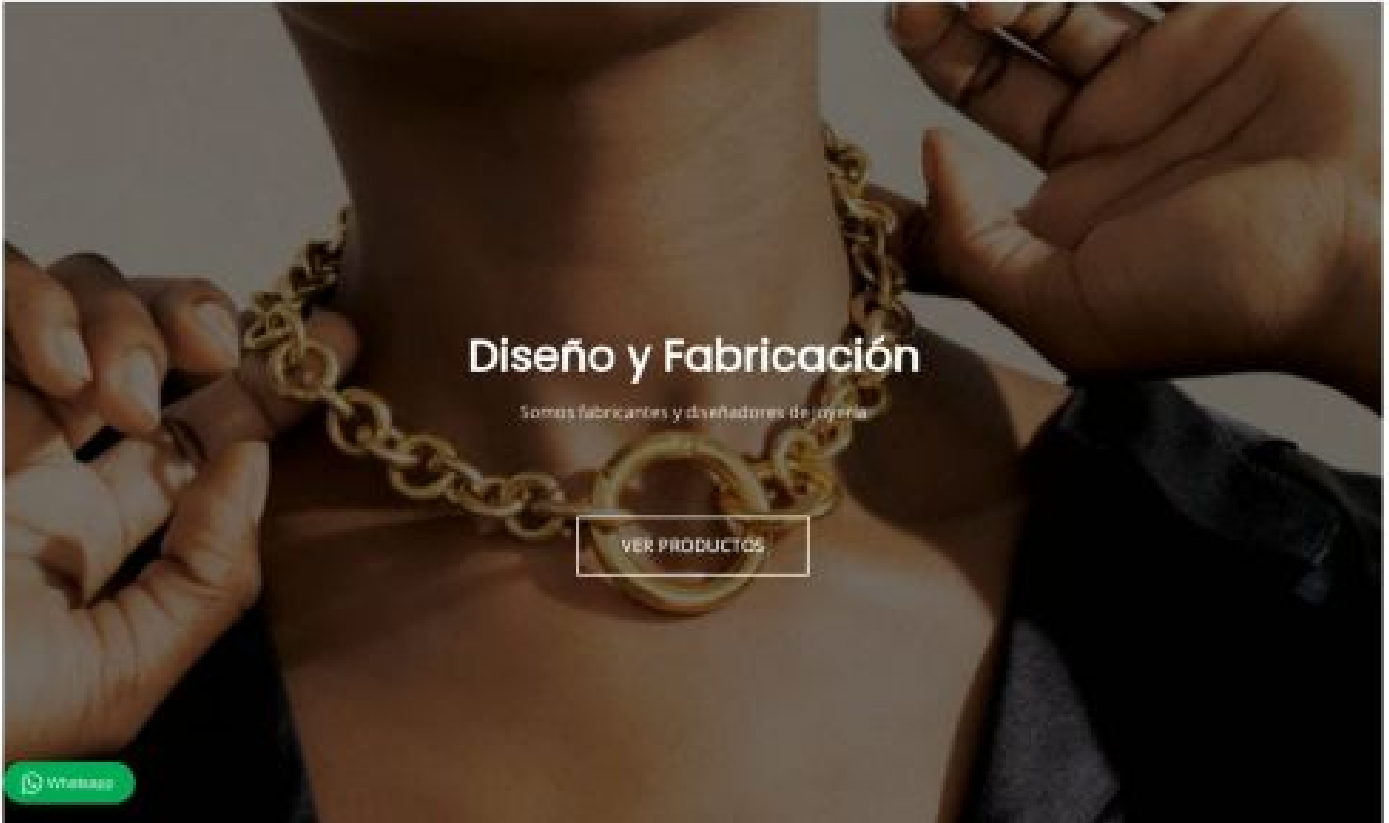 Diseño y Fabricación
Somos fabricantes y diseñadores de joyería
VER PRODUCTOS
Whatsapp